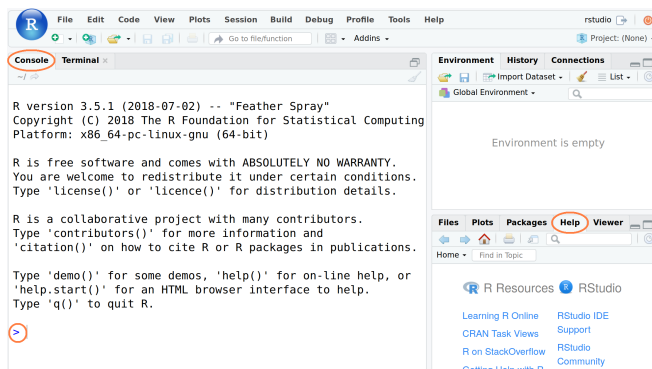 R
File Edit Code View Plots Session Build Debug Profile Tools Help
rstudio
Go to file/function
Addins
Project: (None)
Console Terminal
~/
R version 3.5.1 (2018-07-02) -- "Feather Spray"
Copyright (C) 2018 The R Foundation for Statistical Computing
Platform: x86_64-pc-linux-gnu (64-bit)
R is free software and comes with ABSOLUTELY NO WARRANTY.
You are welcome to redistribute it under certain conditions.
Type 'license()' or 'licence()' for distribution details.
R is a collaborative project with many contributors.
Type 'contributors()' for more information and
'citation()' on how to cite R or R packages in publications.
Type 'demo()' for some demos, 'help()' for on-line help, or
'help.start()' for an HTML browser interface to help.
Type 'q()' to quit R.
>
Environment History Connections
Import Dataset
List
Global Environment
Environment is empty
Files Plots Packages Help Viewer
Home
Find in Topic
R Resources
R RStudio
Learning R Online
CRAN Task Views
R on StackOverflow
Getting Help with R
RStudio IDE
Support
RStudio
Community